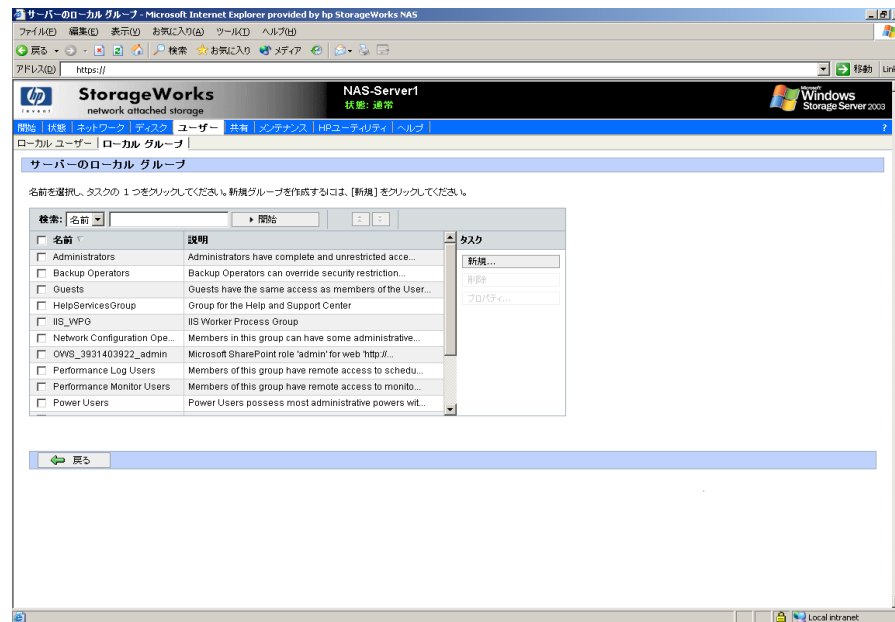 サーバーのローカル グループ - Microsoft Internet Explorer provided by hp StorageWorks NAS
ファイル(F) 編集(E) 表示(V) お気に入り(A) ツール(T) ヘルプ(H)
戻る 検索 お気に入り メディア
アドレス(D) https:// 移動 Link
hp
invent
StorageWorks
network attached storage
NAS-Server1
状態: 通常
Microsoft
Windows
Storage Server 2003
開始 状態 ネットワーク ディスク ユーザー 共有 メンテナンス HPユーティリティ ヘルプ ?
ローカル ユーザー ローカル グループ
サーバーのローカル グループ
名前を選択し、タスクの 1 つをクリックしてください。新規グループを作成するには、[新規] をクリックしてください。
検索: 名前 開始
名前 説明 タスク
Administrators Administrators have complete and unrestricted acce...
Backup Operators Backup Operators can override security restriction...
Guests Guests have the same access as members of the User...
HelpServicesGroup Group for the Help and Support Center
IIS_WPG IIS Worker Process Group
Network Configuration Ope... Members in this group can have some administrative...
OWS_3931403922_admin Microsoft SharePoint role 'admin' for web 'http://...
Performance Log Users Members of this group have remote access to schedu...
Performance Monitor Users Members of this group have remote access to monito...
Power Users Power Users possess most administrative powers wit...
新規...
削除
プロパティ...
戻る
Local intranet